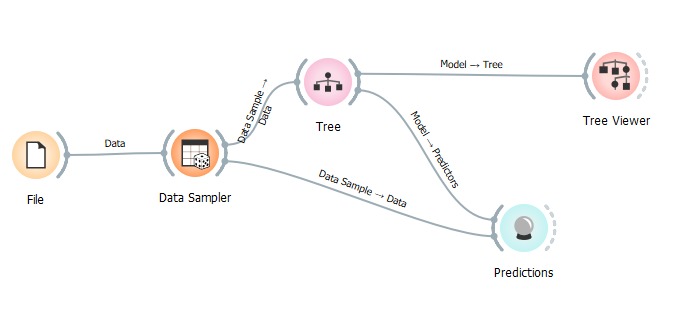 Data
File
Data Sampler
Data Sample → 
Data
Tree
Model → Tree
Tree Viewer
Model → Predictors
Data Sample → Data
Predictions